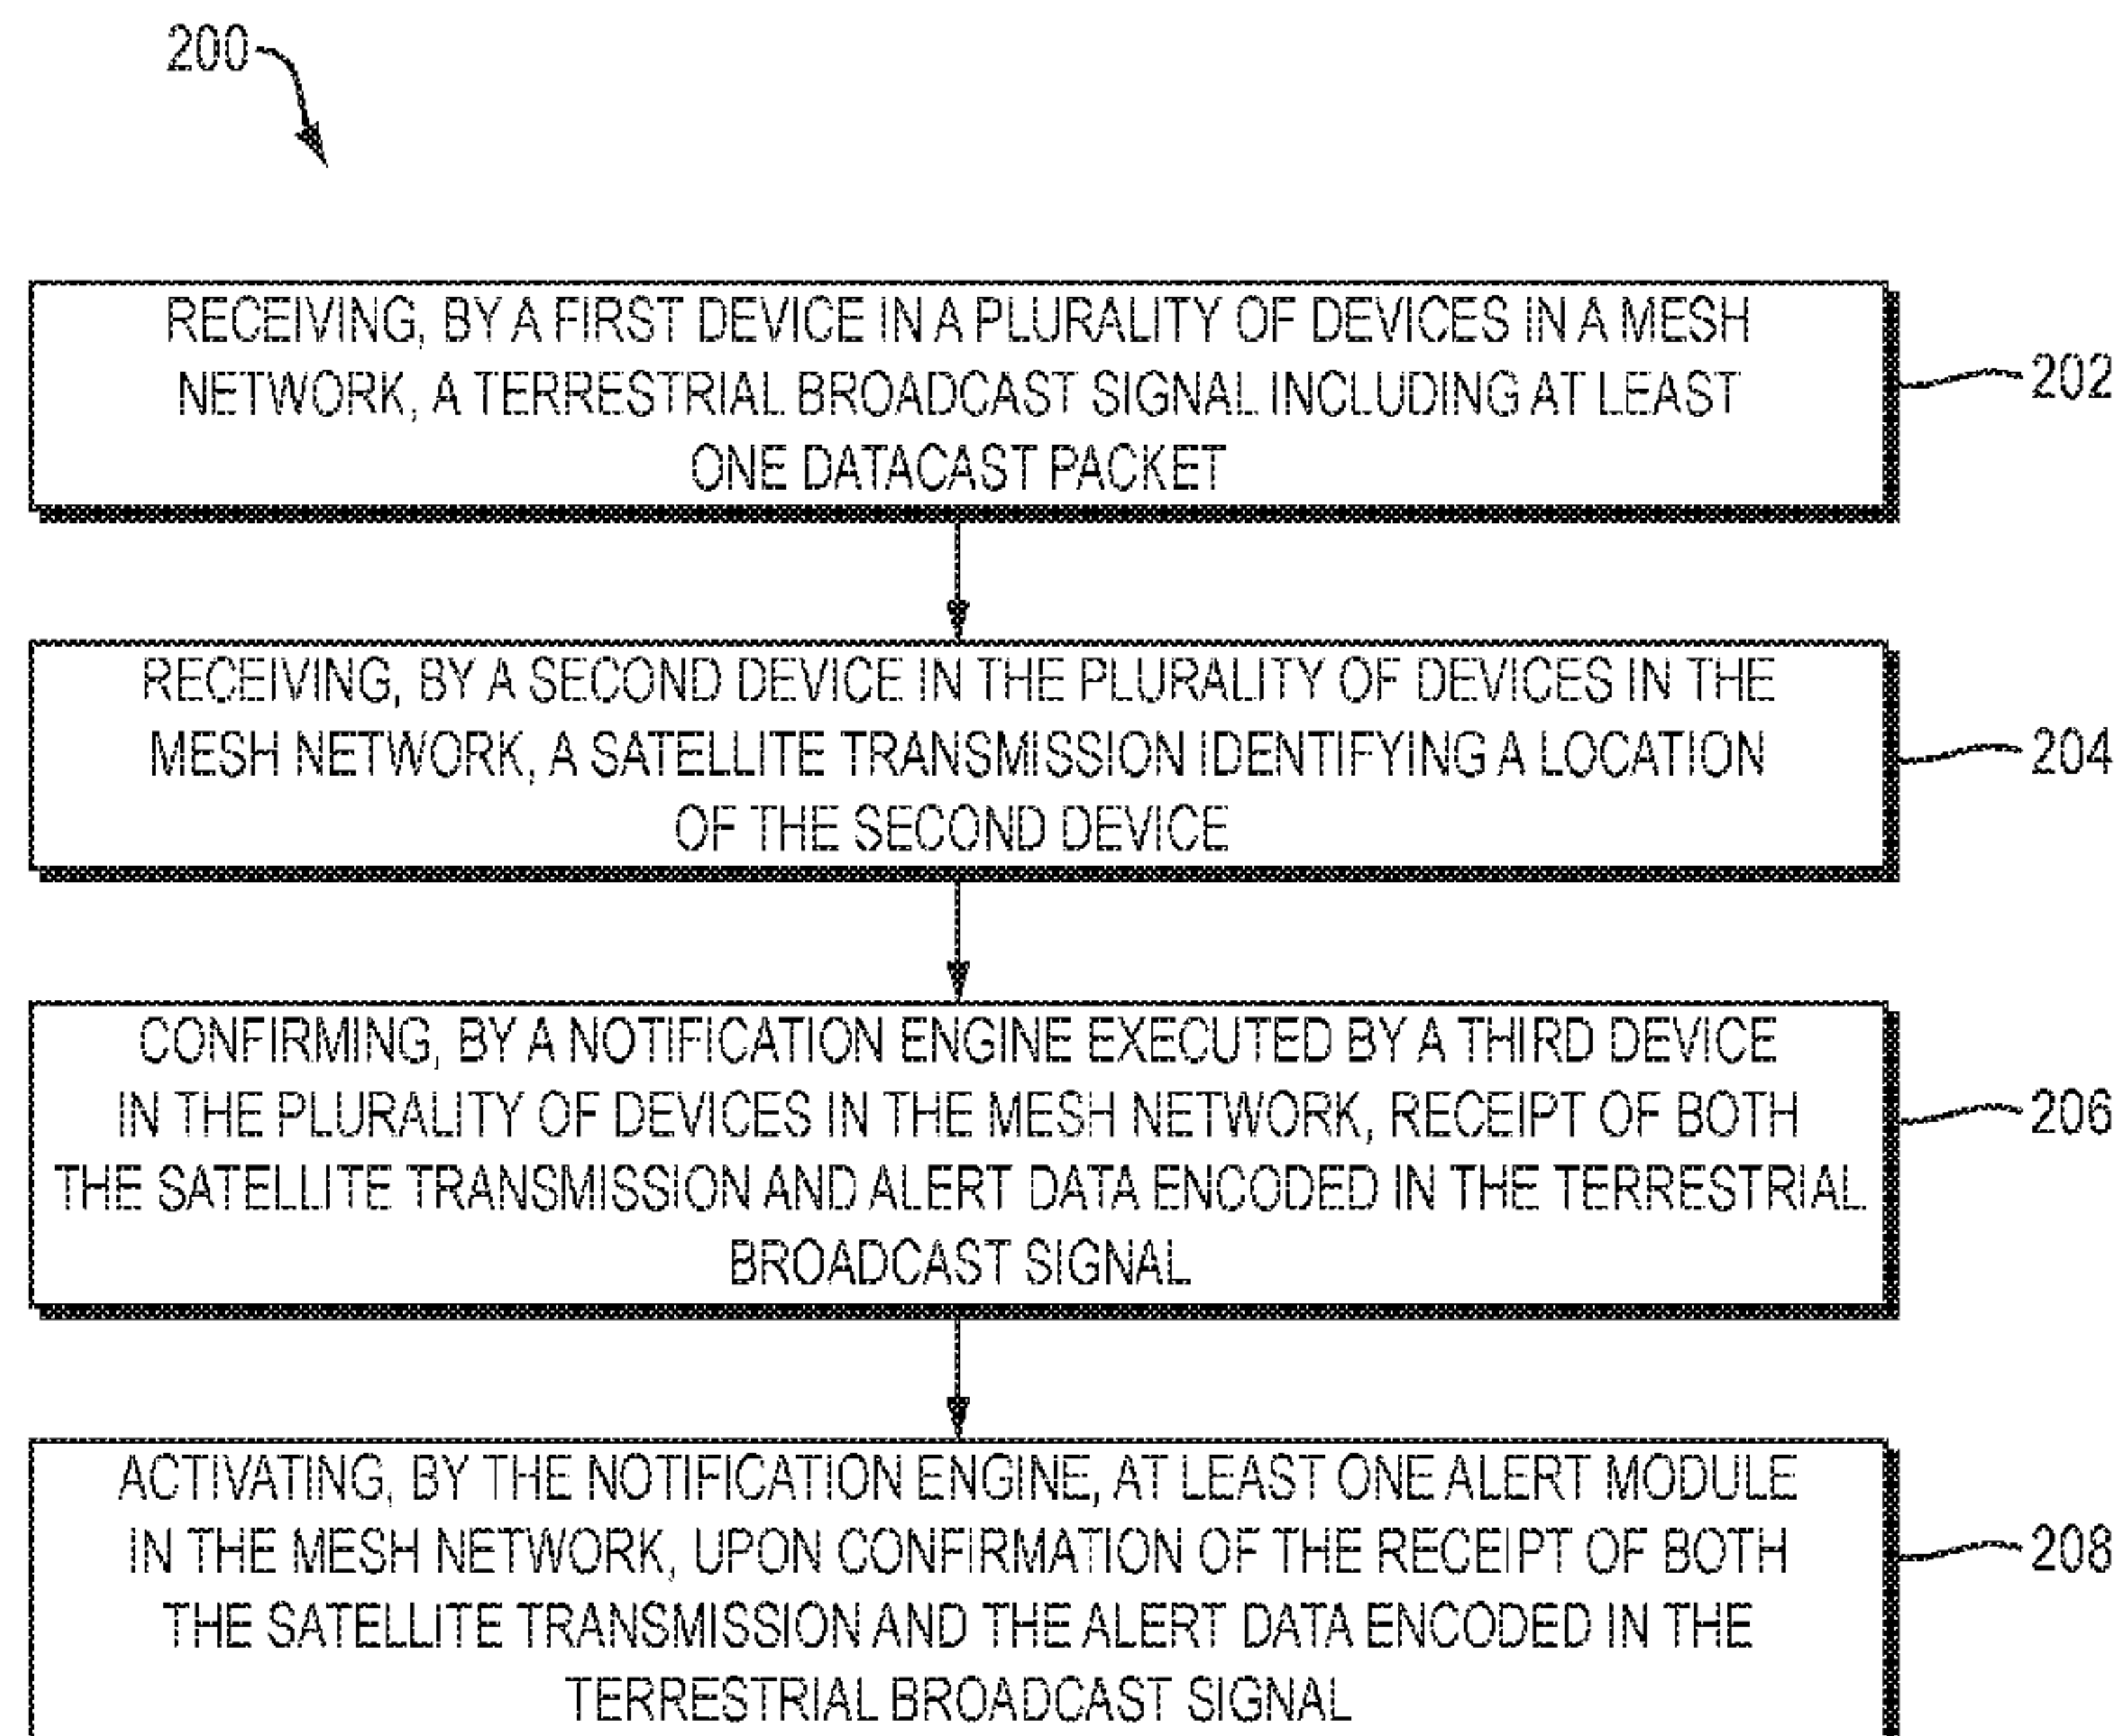 200
RECEIVING, BY A FIRST DEVICE IN A PLURALITY OF DEVICES IN A MESH
NETWORK, A TERRESTRIAL BROADCAST SIGNAL INCLUDING AT LEAST
ONE DATACAST PACKET
202
RECEIVING, BY A SECOND DEVICE IN THE PLURALITY OF DEVICES IN THE
MESH NETWORK, A SATELLITE TRANSMISSION IDENTIFYING A LOCATION
OF THE SECOND DEVICE
204
CONFIRMING, BY A NOTIFICATION ENGINE EXECUTED BY A THIRD DEVICE
IN THE PLURALITY OF DEVICES IN THE MESH NETWORK, RECEIPT OF BOTH
THE SATELLITE TRANSMISSION AND ALERT DATA ENCODED IN THE TERRESTRIAL
BROADCAST SIGNAL
206
ACTIVATING, BY THE NOTIFICATION ENGINE, AT LEAST ONE ALERT MODULE
IN THE MESH NETWORK, UPON CONFIRMATION OF THE RECEIPT OF BOTH
THE SATELLITE TRANSMISSION AND THE ALERT DATA ENCODED IN THE
TERRESTRIAL BROADCAST SIGNAL
208